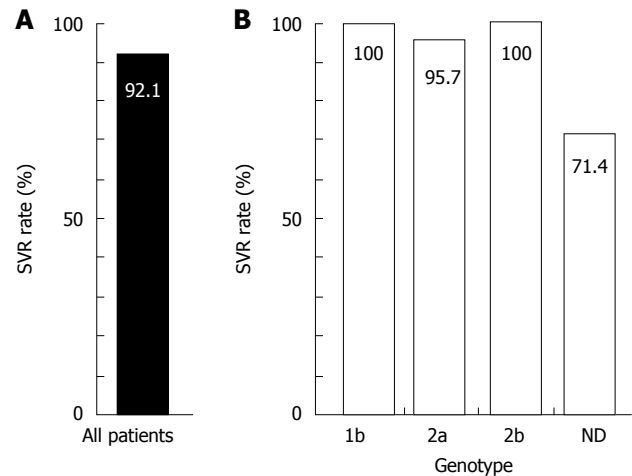 A
100
50
0
SVR rate (%)
92.1
All patients
B
100
50
0
SVR rate (%)
100
95.7
100
71.4
1b 2a 2b ND
Genotype